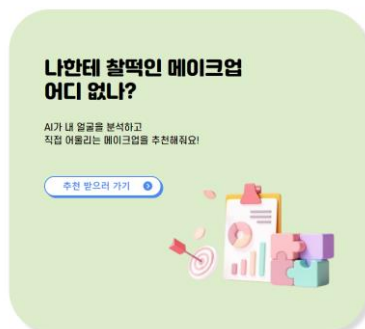 나한테 찰떡인 메이크업
어디 없나?
AI가 내 얼굴을 분석하고
직접 어울리는 메이크업을 추천해줘요!
추천 받으러 가기